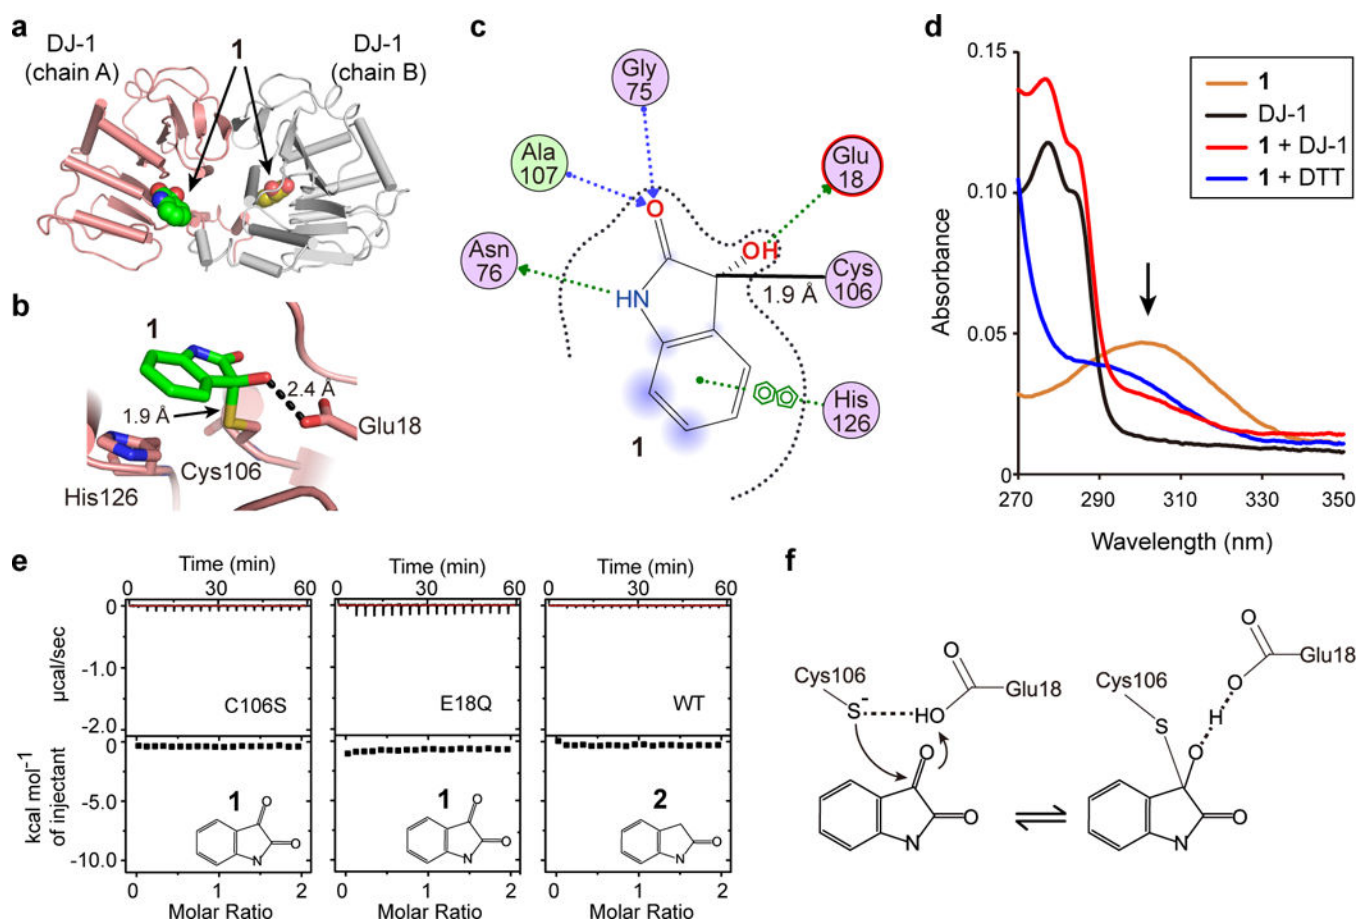 a
DJ-1
(chain A)
1
DJ-1
(chain B)
b
1
2.4 Å
1.9 Å
Glu18
Cys106
His126
c
Gly
75
Ala
107
Glu
18
O
OH
Asn
76
HN
Cys
106
1.9 Å
His
126
1
d
0.15
0.10
0.05
0
Absorbance
1
DJ-1
1 + DJ-1
1 + DTT
270
290
310
330
350
Wavelength (nm)
e
Time (min)
0
30
60
Time (min)
0
30
60
Time (min)
0
30
60
µcal/sec
0
-1.0
-2.0
C106S
E18Q
WT
kcal mol⁻¹
of injectant
0
-5.0
-10.0
1
O
O
N
1
O
O
N
2
O
N
0
1
2
Molar Ratio
0
1
2
Molar Ratio
0
1
2
Molar Ratio
f
Cys106
S⁻
HO
O
Glu18
O
O
N
Cys106
S
O
Glu18
O
H
O
O
N